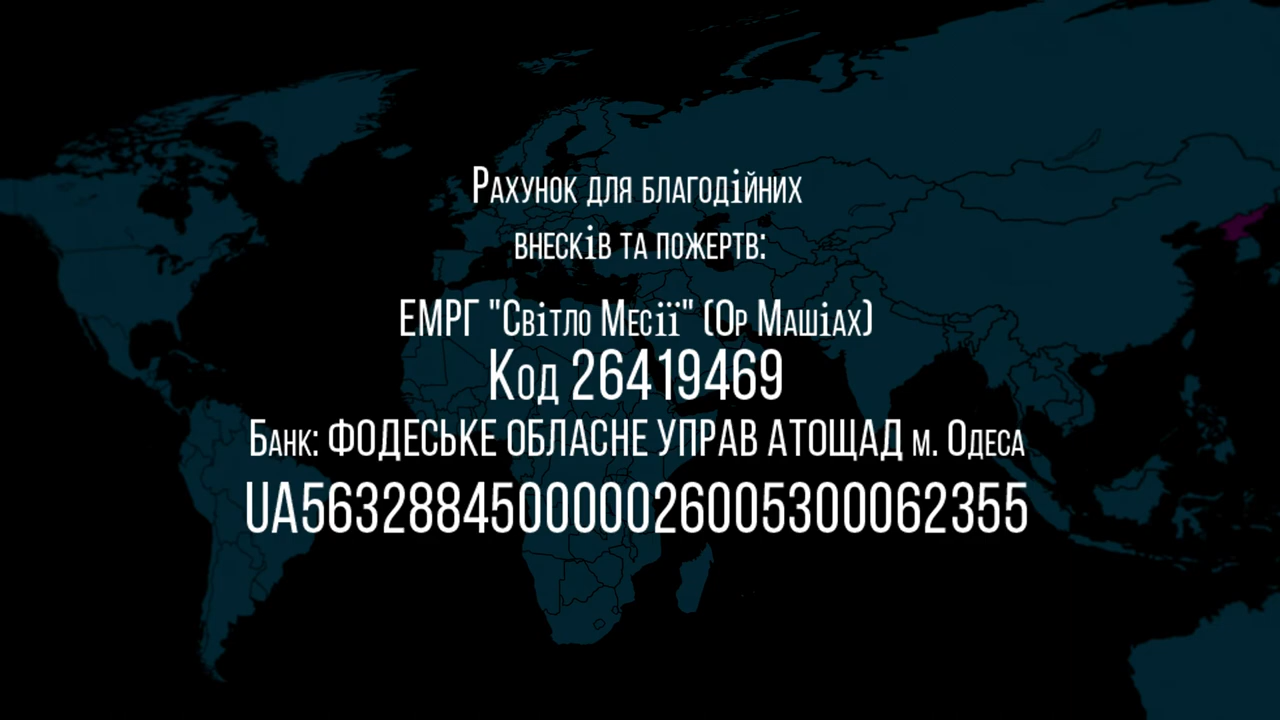 Рахунок для благодійних
внесків та пожертв:
ЕМРГ "Світло Месії" (Ор Машіах)
Код 26419469
Банк: ФОДЕСЬКЕ ОБЛАСНЕ УПРАВ АТОЩАД м. Одеса
UA563288450000026005300062355